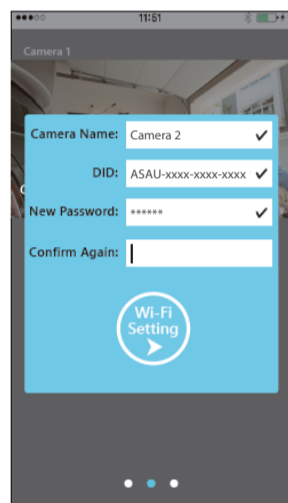 11:51
Camera 1
Camera Name: Camera 2
DID: ASAU-xxxx-xxxx-xxxx
New Password: ******
Confirm Again:
Wi-Fi
Setting